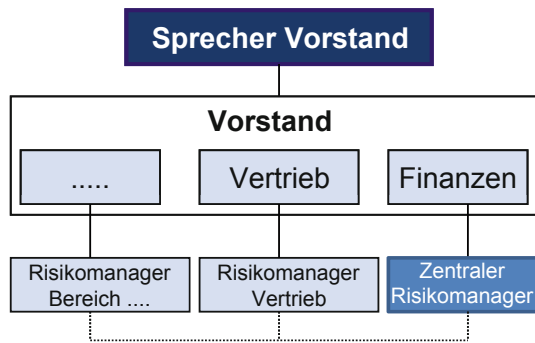 Sprecher Vorstand
Vorstand
.....
Vertrieb
Finanzen
Risikomanager
Bereich ....
Risikomanager
Vertrieb
Zentraler
Risikomanager